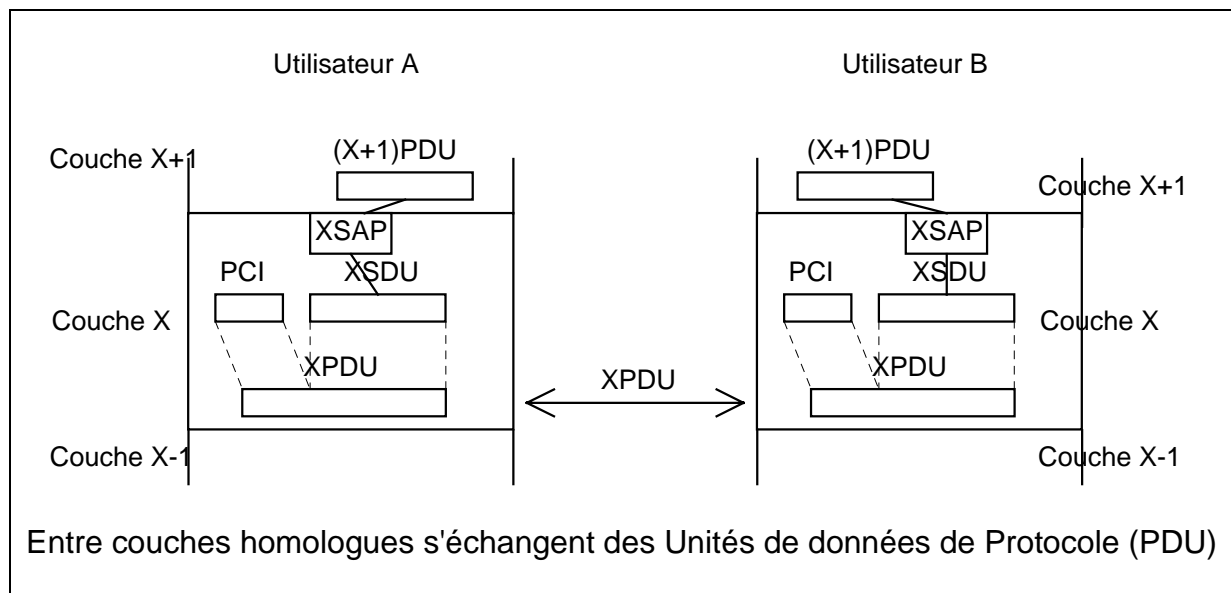 Utilisateur A Utilisateur B
Couche X+1 (X+1)PDU (X+1)PDU Couche X+1
XSAP XSAP
PCI XSDU PCI XSDU
Couche X Couche X
XPDU XPDU XPDU
Couche X-1 Couche X-1
Entre couches homologues s'échangent des Unités de données de Protocole (PDU)